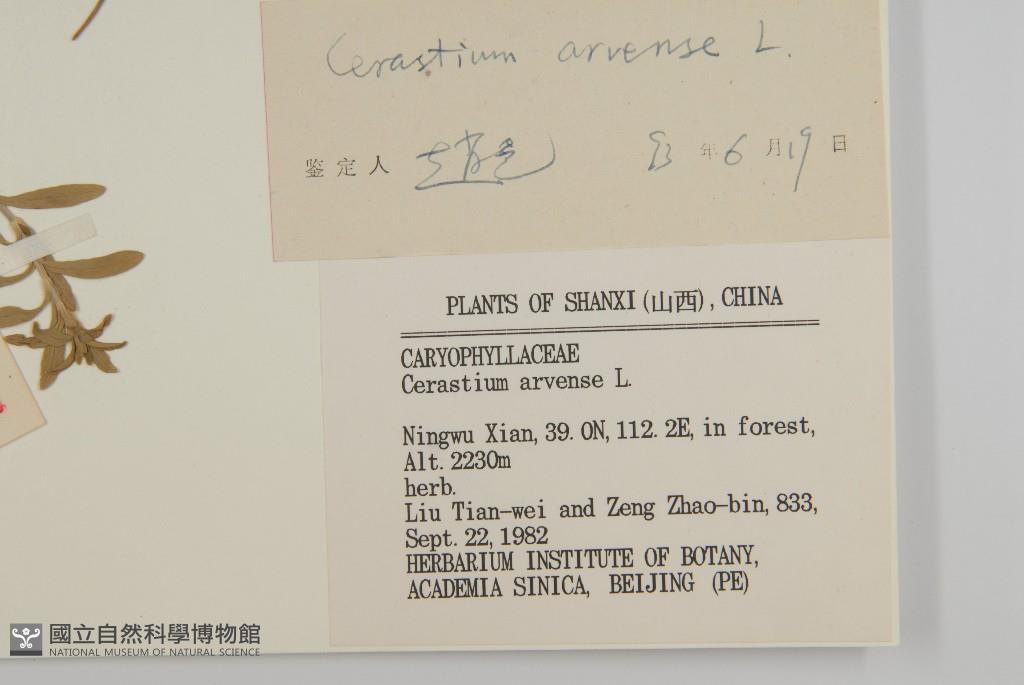 Cerastium arvense L.
鉴定人 93 年 6 月 19 日
PLANTS OF SHANXI (山西), CHINA
CARYOPHYLLACEAE
Cerastium arvense L.
Ningwu Xian, 39. 0N, 112. 2E, in forest,
Alt. 2230m
herb.
Liu Tian-wei and Zeng Zhao-bin, 833,
Sept. 22, 1982
HERBARIUM INSTITUTE OF BOTANY,
ACADEMIA SINICA, BEIJING (PE)
國立自然科學博物館
NATIONAL MUSEUM OF NATURAL SCIENCE